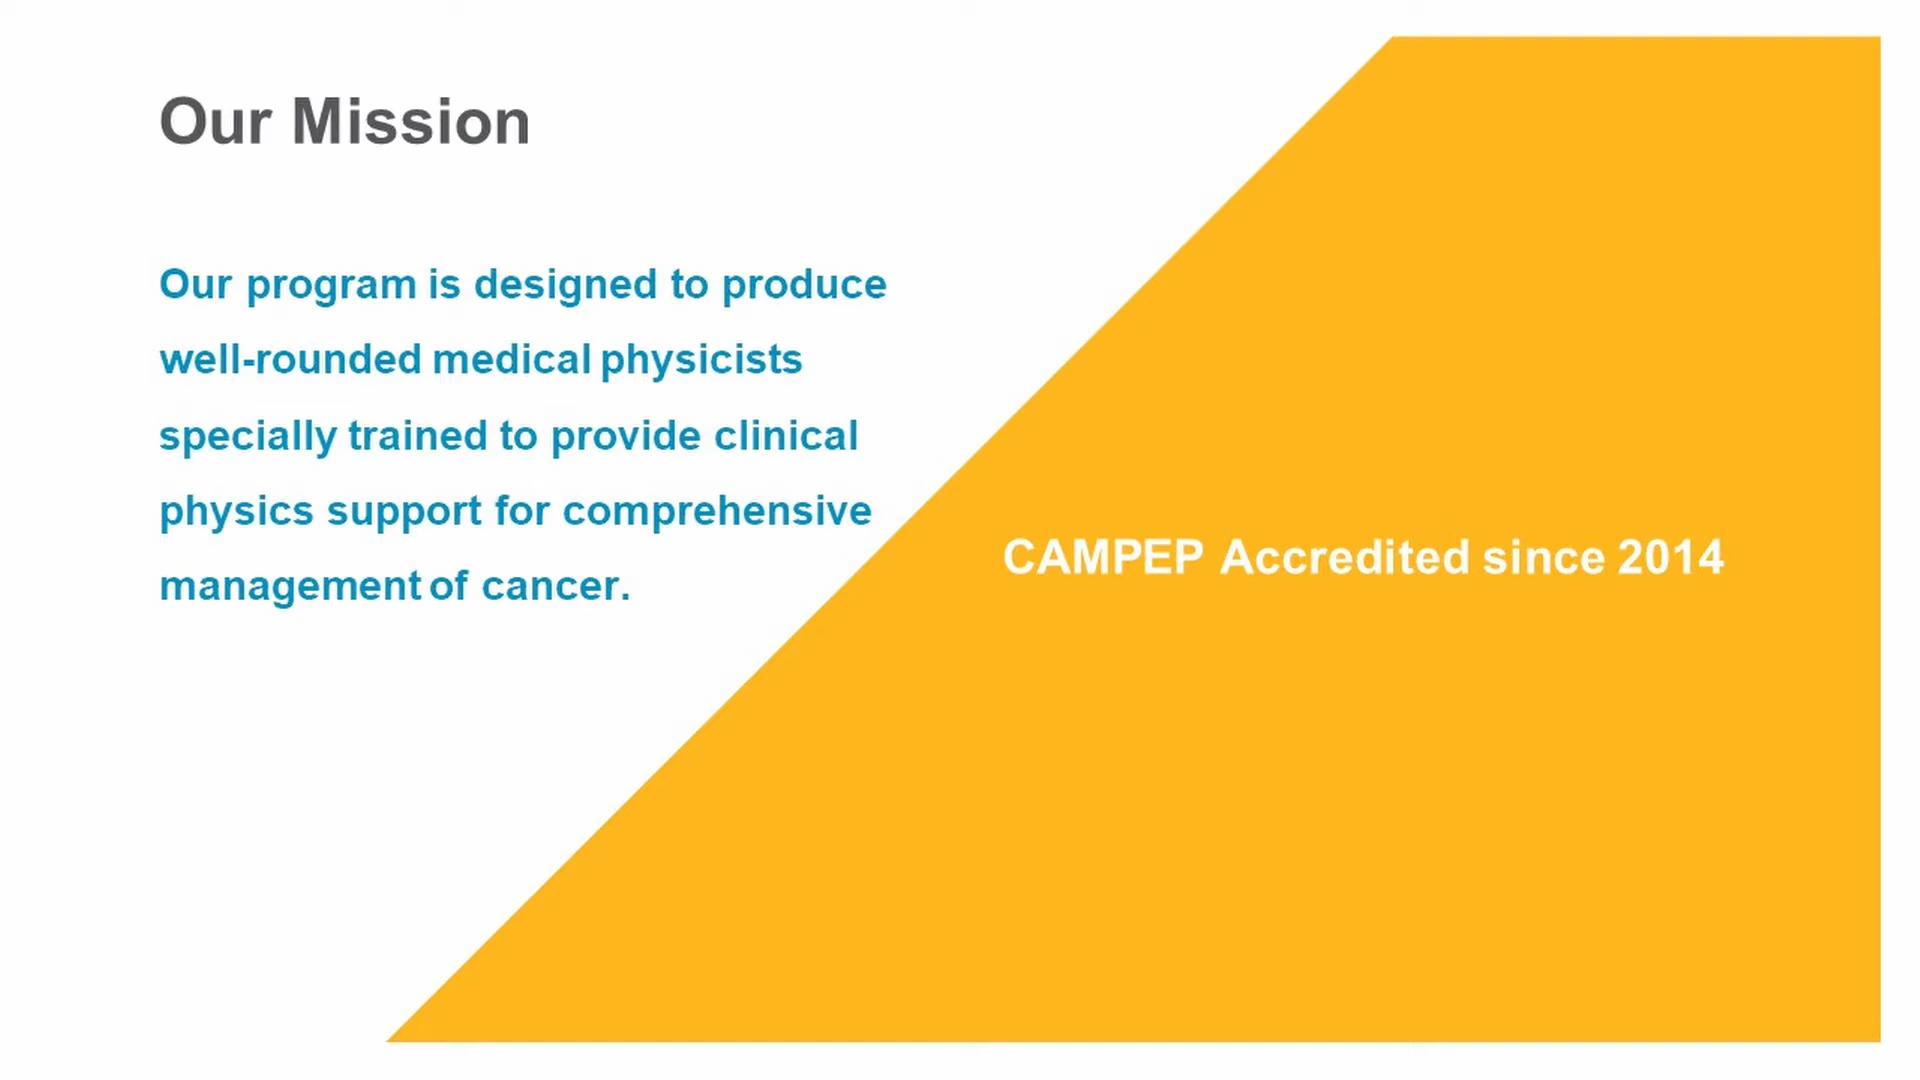 Our Mission
Our program is designed to produce
well-rounded medical physicists
specially trained to provide clinical
physics support for comprehensive
management of cancer.
CAMPEP Accredited since 2014